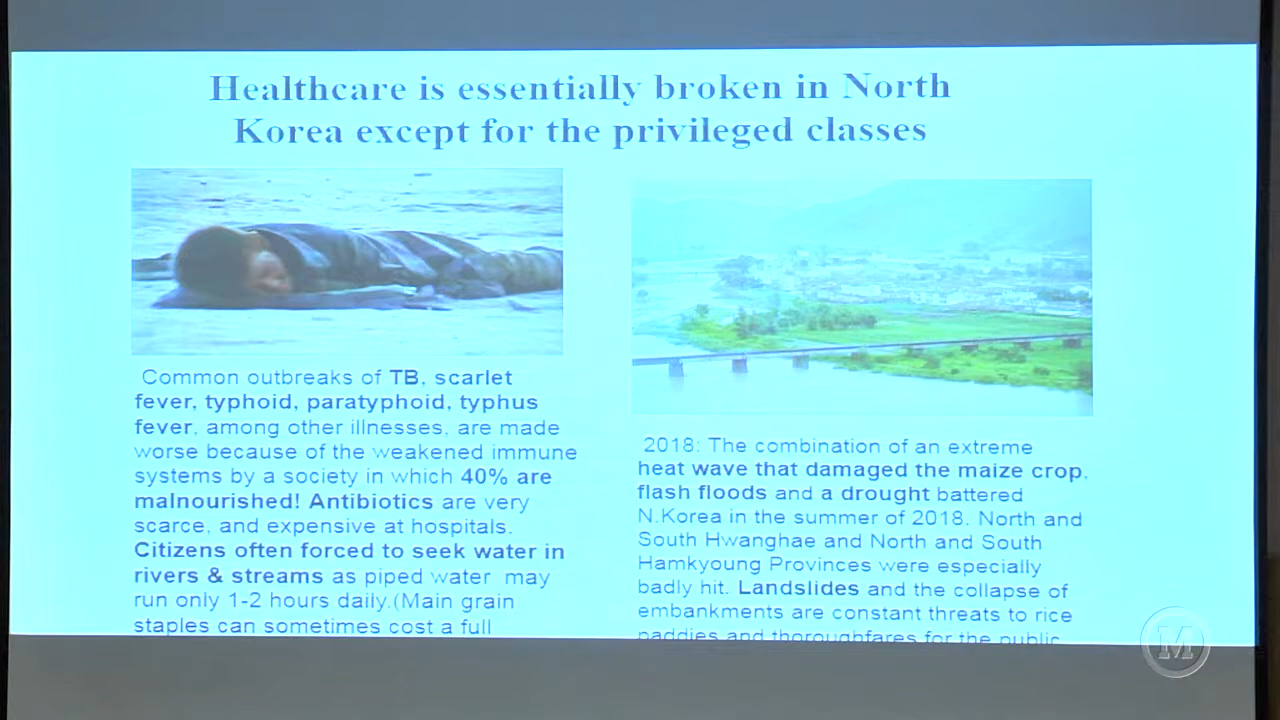 Healthcare is essentially broken in North
Korea except for the privileged classes
Common outbreaks of TB, scarlet
fever, typhoid, paratyphoid, typhus
fever, among other illnesses, are made
worse because of the weakened immune
systems by a society in which 40% are
malnourished! Antibiotics are very
scarce, and expensive at hospitals.
Citizens often forced to seek water in
rivers & streams as piped water may
run only 1-2 hours daily.(Main grain
staples can sometimes cost a full
2018: The combination of an extreme
heat wave that damaged the maize crop,
flash floods and a drought battered
N.Korea in the summer of 2018. North and
South Hwanghae and North and South
Hamkyoung Provinces were especially
badly hit. Landslides and the collapse of
embankments are constant threats to rice
paddies and thoroughfares for the public
M